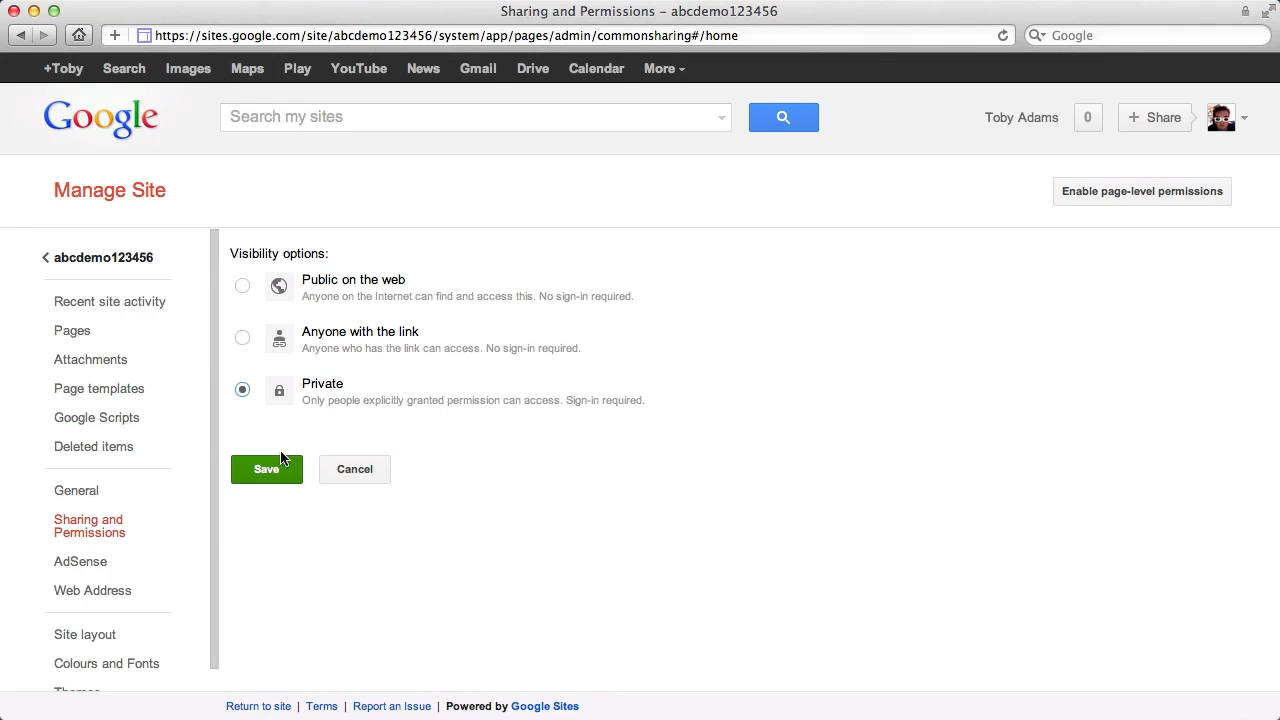 Sharing and Permissions – abcdemo123456
https://sites.google.com/site/abcdemo123456/system/app/pages/admin/commonsharing#/home
Google
+Toby Search Images Maps Play YouTube News Gmail Drive Calendar More
Google
Search my sites
Toby Adams
0
+ Share
Manage Site
Enable page-level permissions
abcdemo123456
Recent site activity
Pages
Attachments
Page templates
Google Scripts
Deleted items
General
Sharing and
Permissions
AdSense
Web Address
Site layout
Colours and Fonts
Themes
Visibility options:
Public on the web
Anyone on the Internet can find and access this. No sign-in required.
Anyone with the link
Anyone who has the link can access. No sign-in required.
Private
Only people explicitly granted permission can access. Sign-in required.
Save
Cancel
Return to site | Terms | Report an Issue | Powered by Google Sites